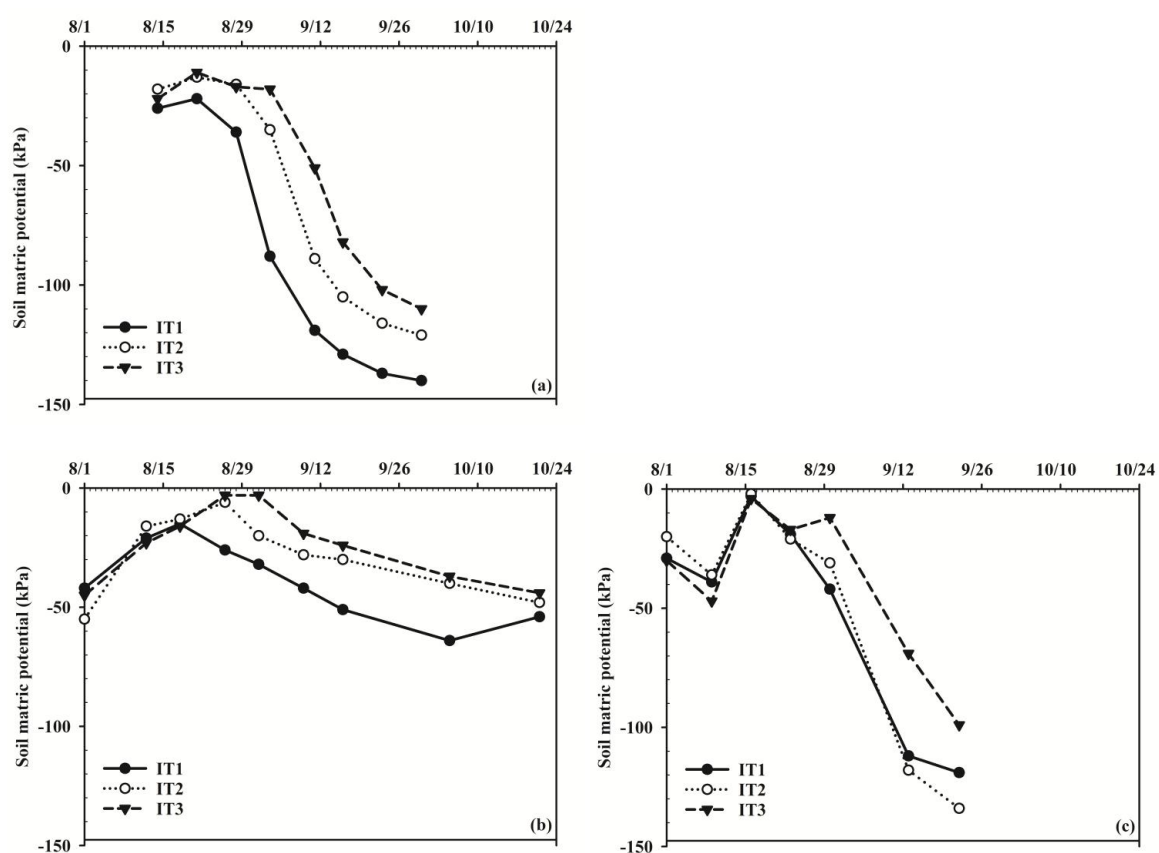 8/1 8/15 8/29 9/12 9/26 10/10 10/24
0
-50
-100
-150
Soil matric potential (kPa)
IT1
IT2
IT3
(a)
8/1 8/15 8/29 9/12 9/26 10/10 10/24
0
-50
-100
-150
Soil matric potential (kPa)
IT1
IT2
IT3
(b)
8/1 8/15 8/29 9/12 9/26 10/10 10/24
0
-50
-100
-150
Soil matric potential (kPa)
IT1
IT2
IT3
(c)